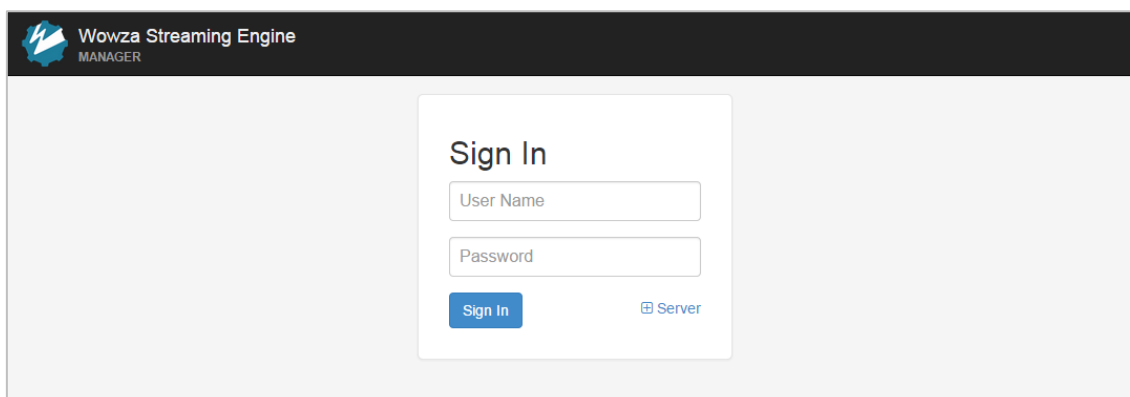 Wowza Streaming Engine
MANAGER
Sign In
User Name
Password
Sign In
Server